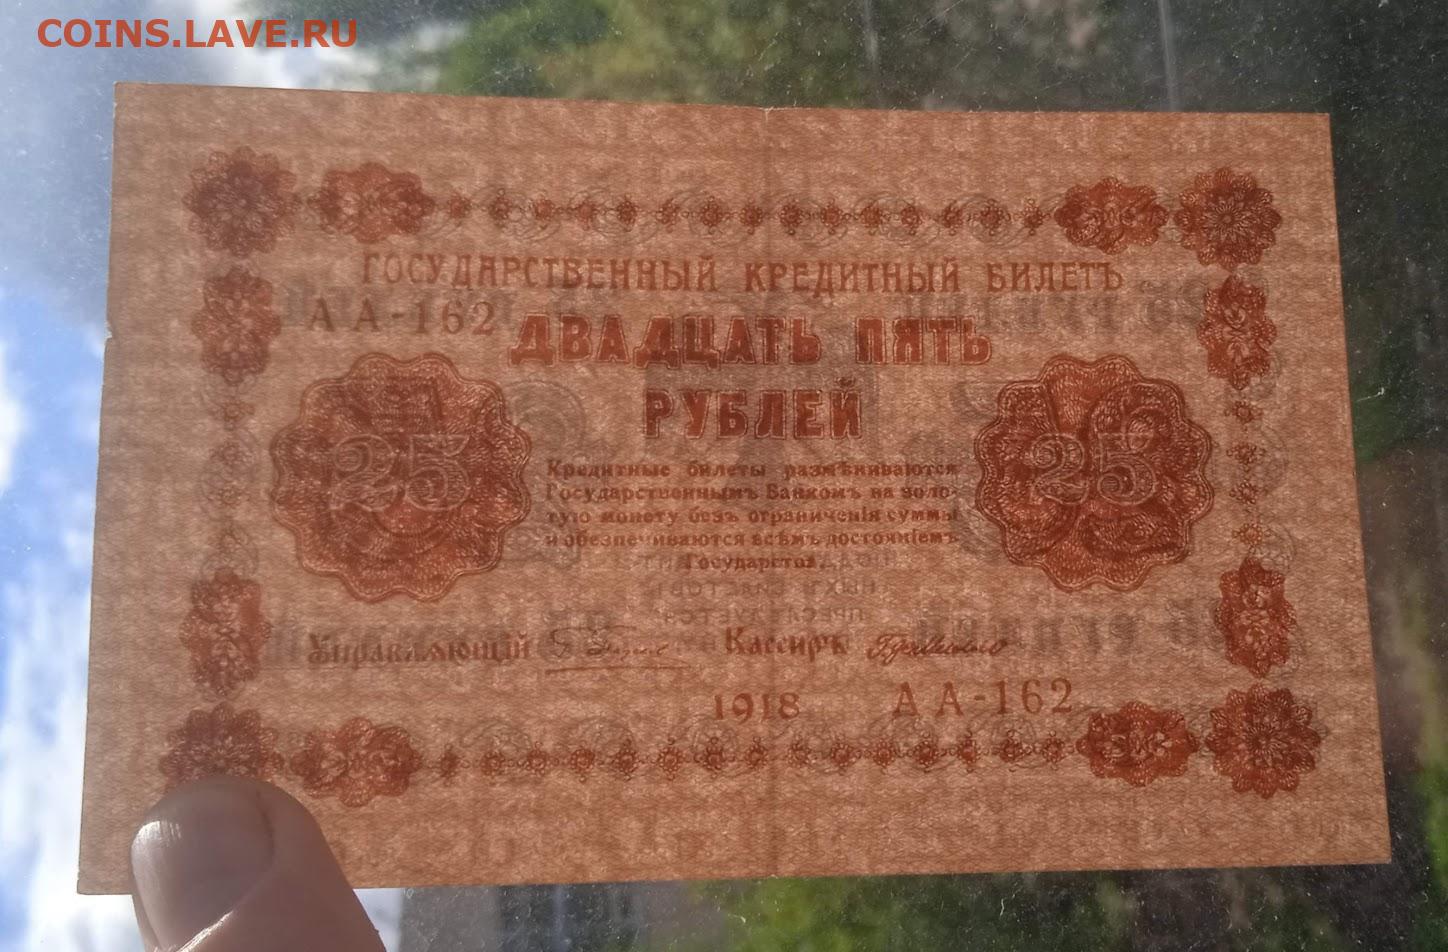 COINS.LAVE.RU
ГОСУДАРСТВЕННЫЙ КРЕДИТНЫЙ БИЛЕТЪ
АА-162
ДВАДЦАТЬ ПЯТЬ
РУБЛЕЙ
25
25
Кредитные билеты размѣниваются
Государственнымъ Банкомъ на золо-
тую монету безъ ограниченія суммы
и обезпечиваются всѣмъ достояніемъ
Государства.
Управляющій
Кассиръ
1918
АА-162